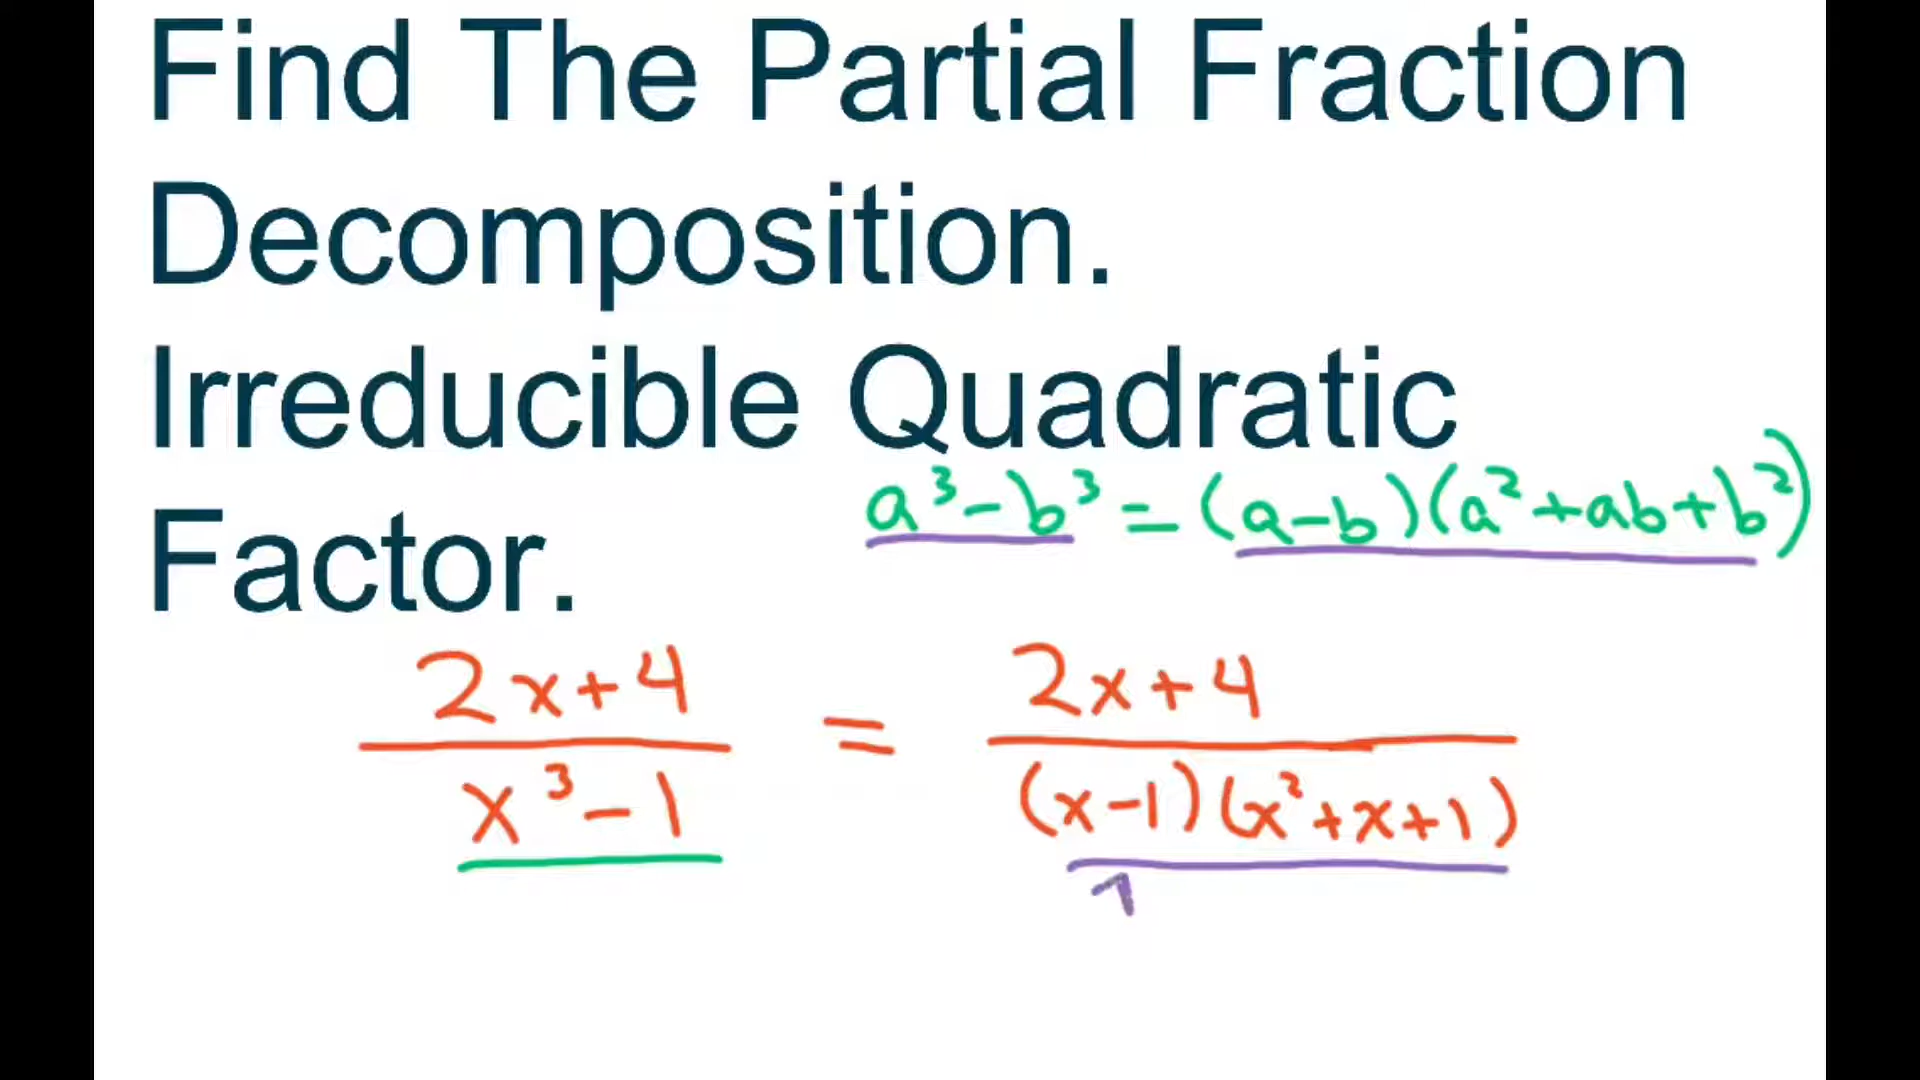 Find The Partial Fraction
Decomposition.
Irreducible Quadratic
Factor.
a³-b³ = (a-b)(a²+ab+b²)
2x+4 / x³-1 = 2x+4 / (x-1)(x²+x+1)